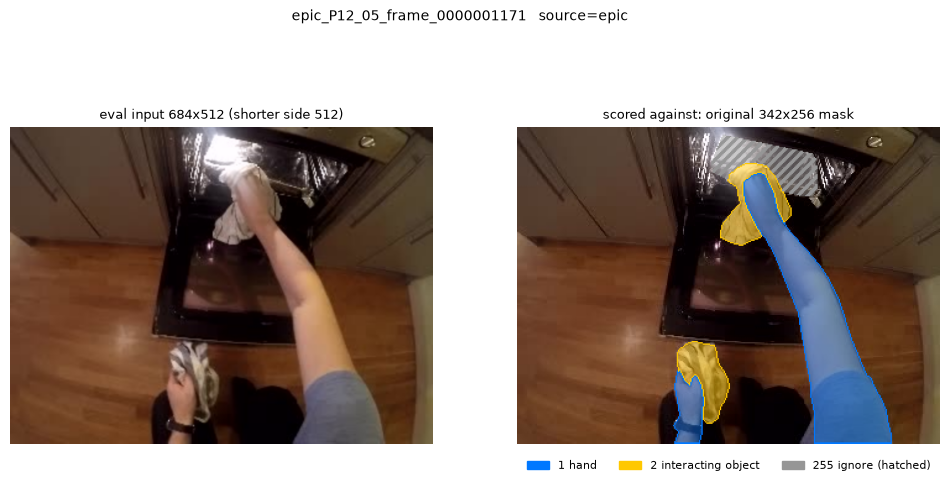 epic_P12_05_frame_0000001171   source=epic
eval input 684x512 (shorter side 512)
scored against: original 342x256 mask
1 hand
2 interacting object
255 ignore (hatched)